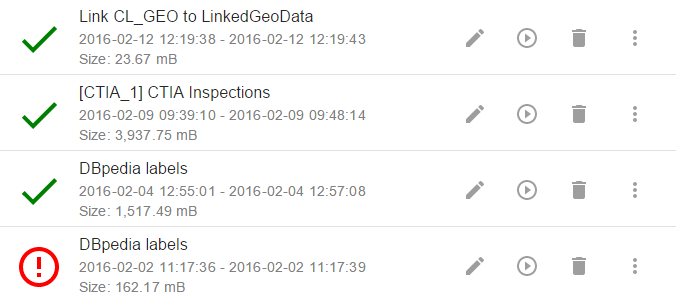 Link CL_GEO to LinkedGeoData
2016-02-12 12:19:38 - 2016-02-12 12:19:43
Size: 23.67 mB
[CTIA_1] CTIA Inspections
2016-02-09 09:39:10 - 2016-02-09 09:48:14
Size: 3,937.75 mB
DBpedia labels
2016-02-04 12:55:01 - 2016-02-04 12:57:08
Size: 1,517.49 mB
DBpedia labels
2016-02-02 11:17:36 - 2016-02-02 11:17:39
Size: 162.17 mB